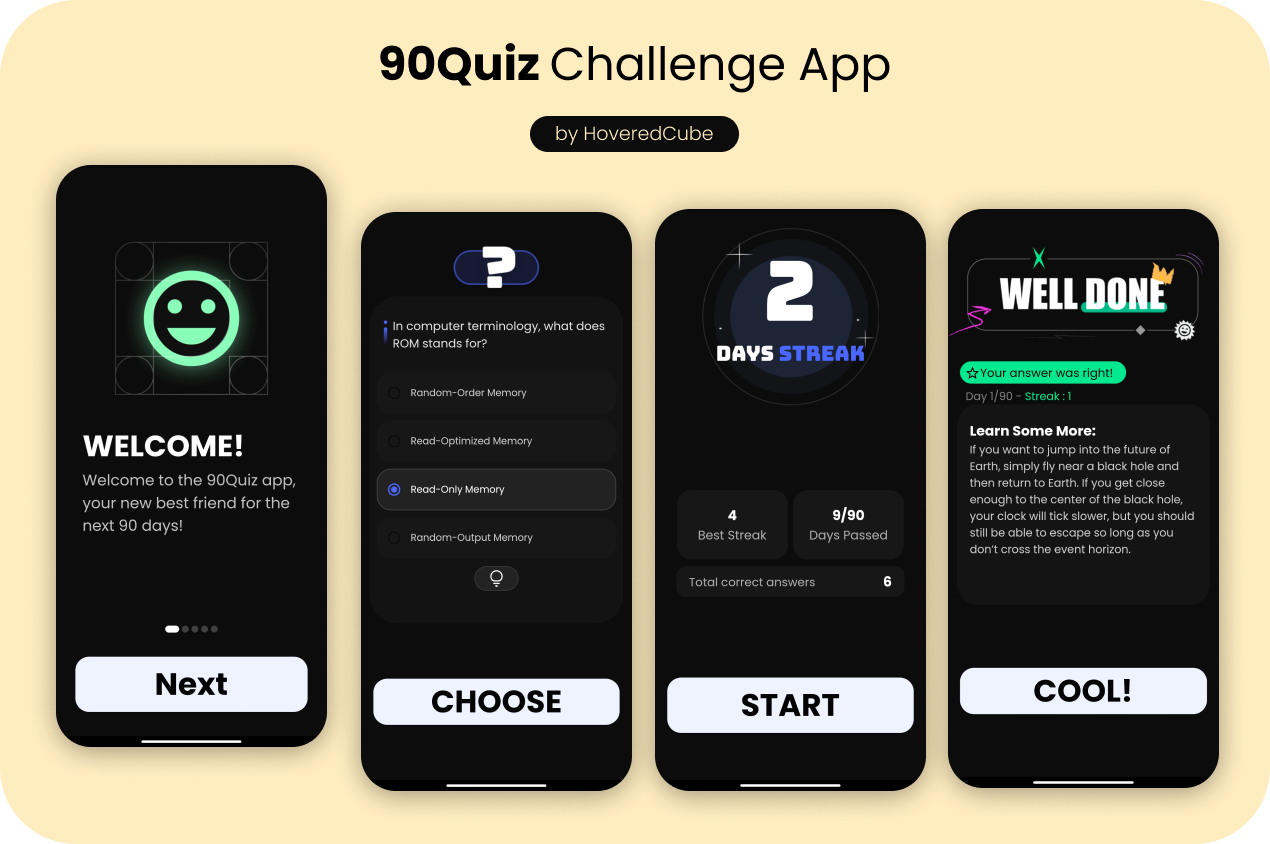 90Quiz Challenge App
by HoveredCube
WELCOME!
Welcome to the 90Quiz app,
your new best friend for the
next 90 days!
Next
?
In computer terminology, what does
ROM stands for?
Random-Order Memory
Read-Optimized Memory
Read-Only Memory
Random-Output Memory
CHOOSE
2
DAYS STREAK
4
Best Streak
9/90
Days Passed
Total correct answers 6
START
WELL DONE
Your answer was right!
Day 1/90 - Streak : 1
Learn Some More:
If you want to jump into the future of
Earth, simply fly near a black hole and
then return to Earth. If you get close
enough to the center of the black hole,
your clock will tick slower, but you should
still be able to escape so long as you
don't cross the event horizon.
COOL!